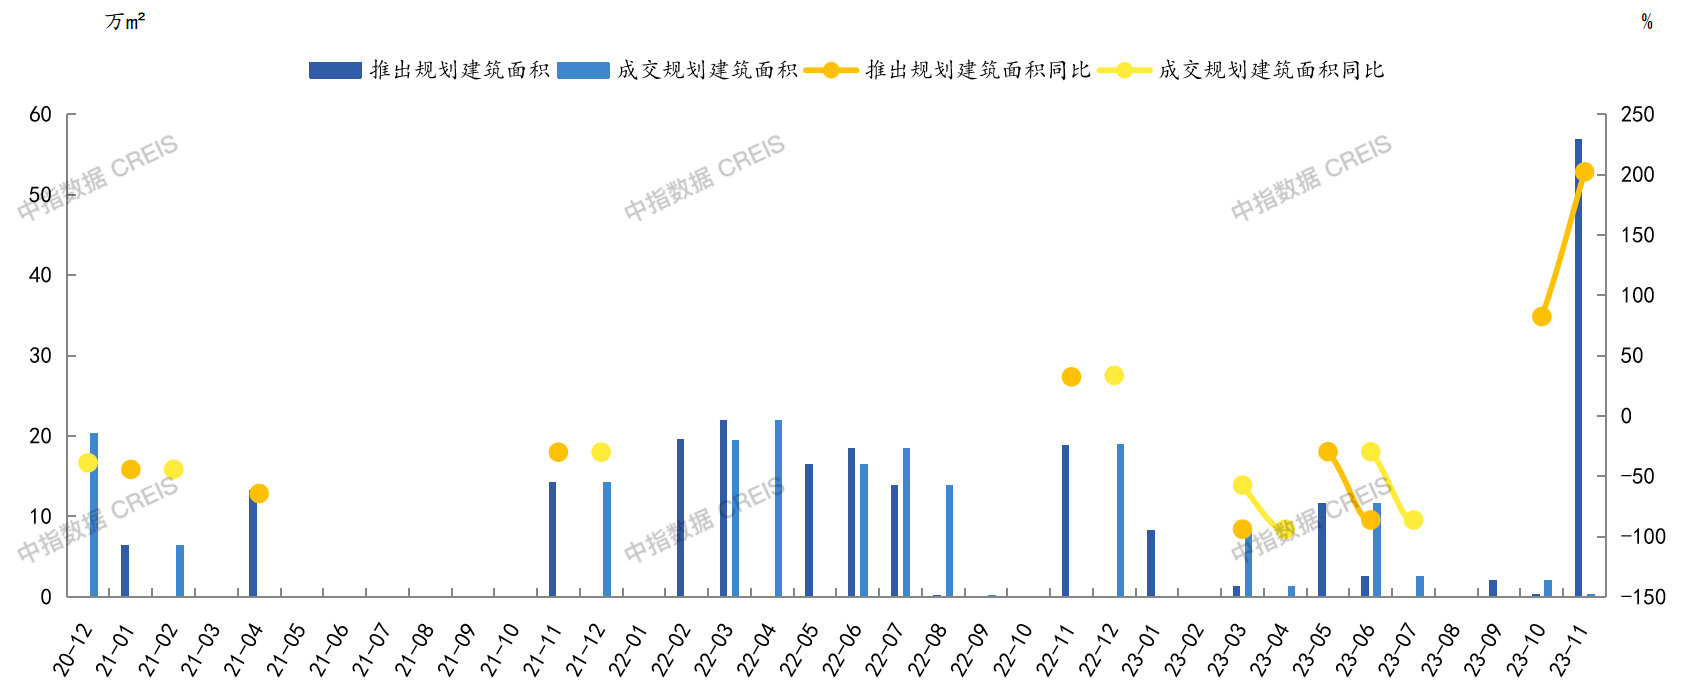 万m² %
推出规划建筑面积 成交规划建筑面积 推出规划建筑面积同比 成交规划建筑面积同比
60 250
中指数据 CREIS 中指数据 CREIS 中指数据 CREIS
200
50
150
40
100
30 50
0
20
-50
中指数据 CREIS 中指数据 CREIS 中指数据 CREIS
10
-100
0 -150
20-12 21-01 21-02 21-03 21-04 21-05 21-06 21-07 21-08 21-09 21-10 21-11 21-12 22-01 22-02 22-03 22-04 22-05 22-06 22-07 22-08 22-09 22-10 22-11 22-12 23-01 23-02 23-03 23-04 23-05 23-06 23-07 23-08 23-09 23-10 23-11